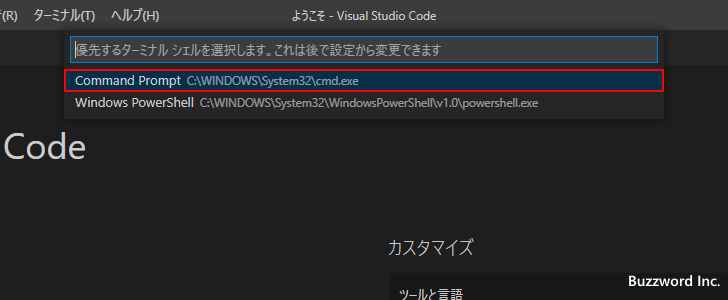 (R) ターミナル(T) ヘルプ(H) ようこそ - Visual Studio Code
優先するターミナル シェルを選択します。これは後で設定から変更できます
Command Prompt C:\WINDOWS\System32\cmd.exe
Windows PowerShell C:\WINDOWS\System32\WindowsPowerShell\v1.0\powershell.exe
Code
カスタマイズ
ツールと言語
Buzzword Inc.